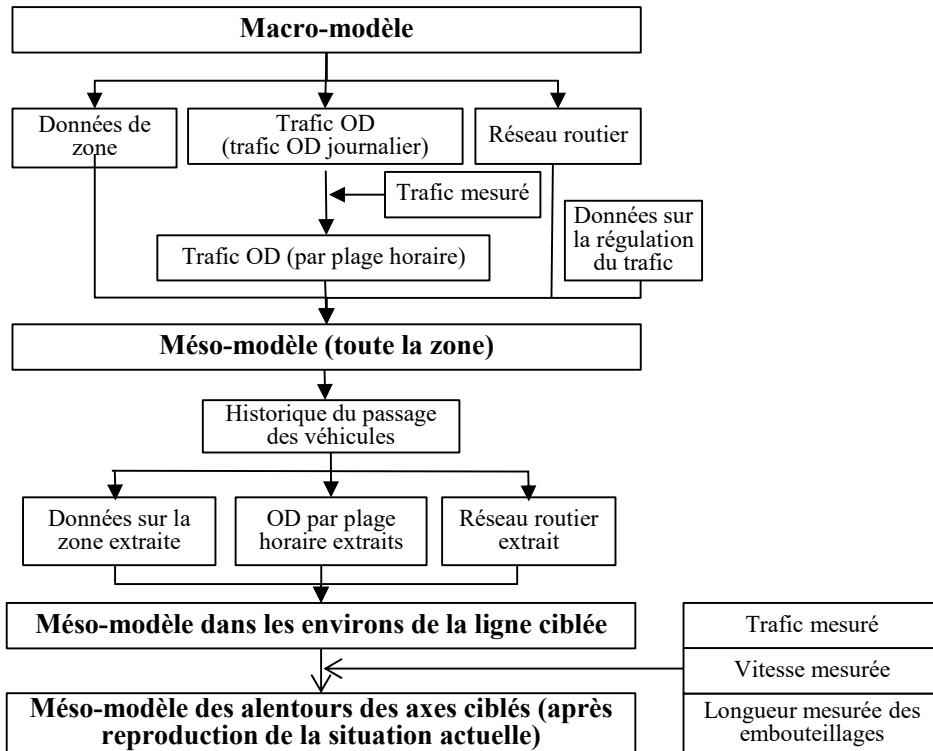 Macro-modèle
Données de
zone
Trafic OD
(trafic OD journalier)
Réseau routier
Trafic mesuré
Données sur
la régulation
du trafic
Trafic OD (par plage horaire)
Méso-modèle (toute la zone)
Historique du passage
des véhicules
Données sur la
zone extraite
OD par plage
horaire extraits
Réseau routier
extrait
Méso-modèle dans les environs de la ligne ciblée
Trafic mesuré
Vitesse mesurée
Longueur mesurée des
embouteillages
Méso-modèle des alentours des axes ciblés (après
reproduction de la situation actuelle)